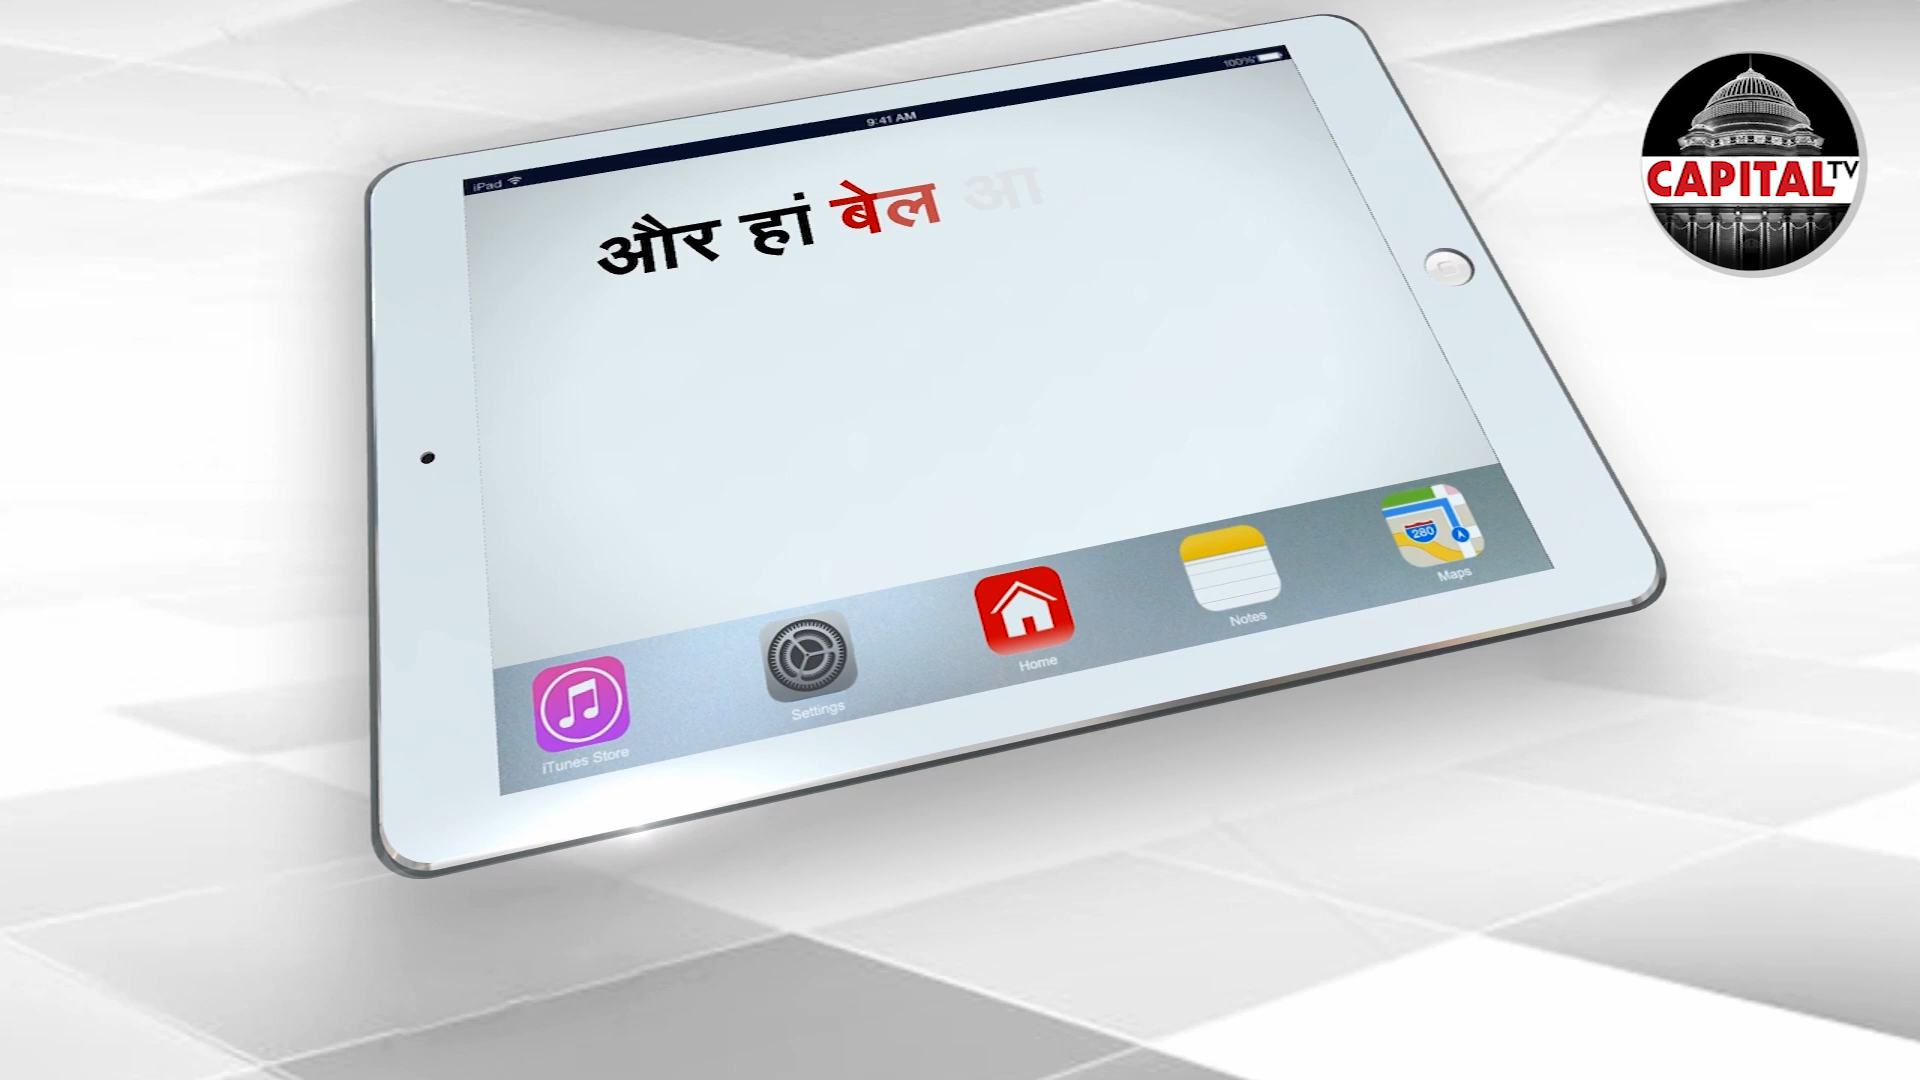 iPad
9:41 AM
100%
और हां बेल आ
CAPITAL TV
iTunes Store
Settings
Home
Notes
280
Maps